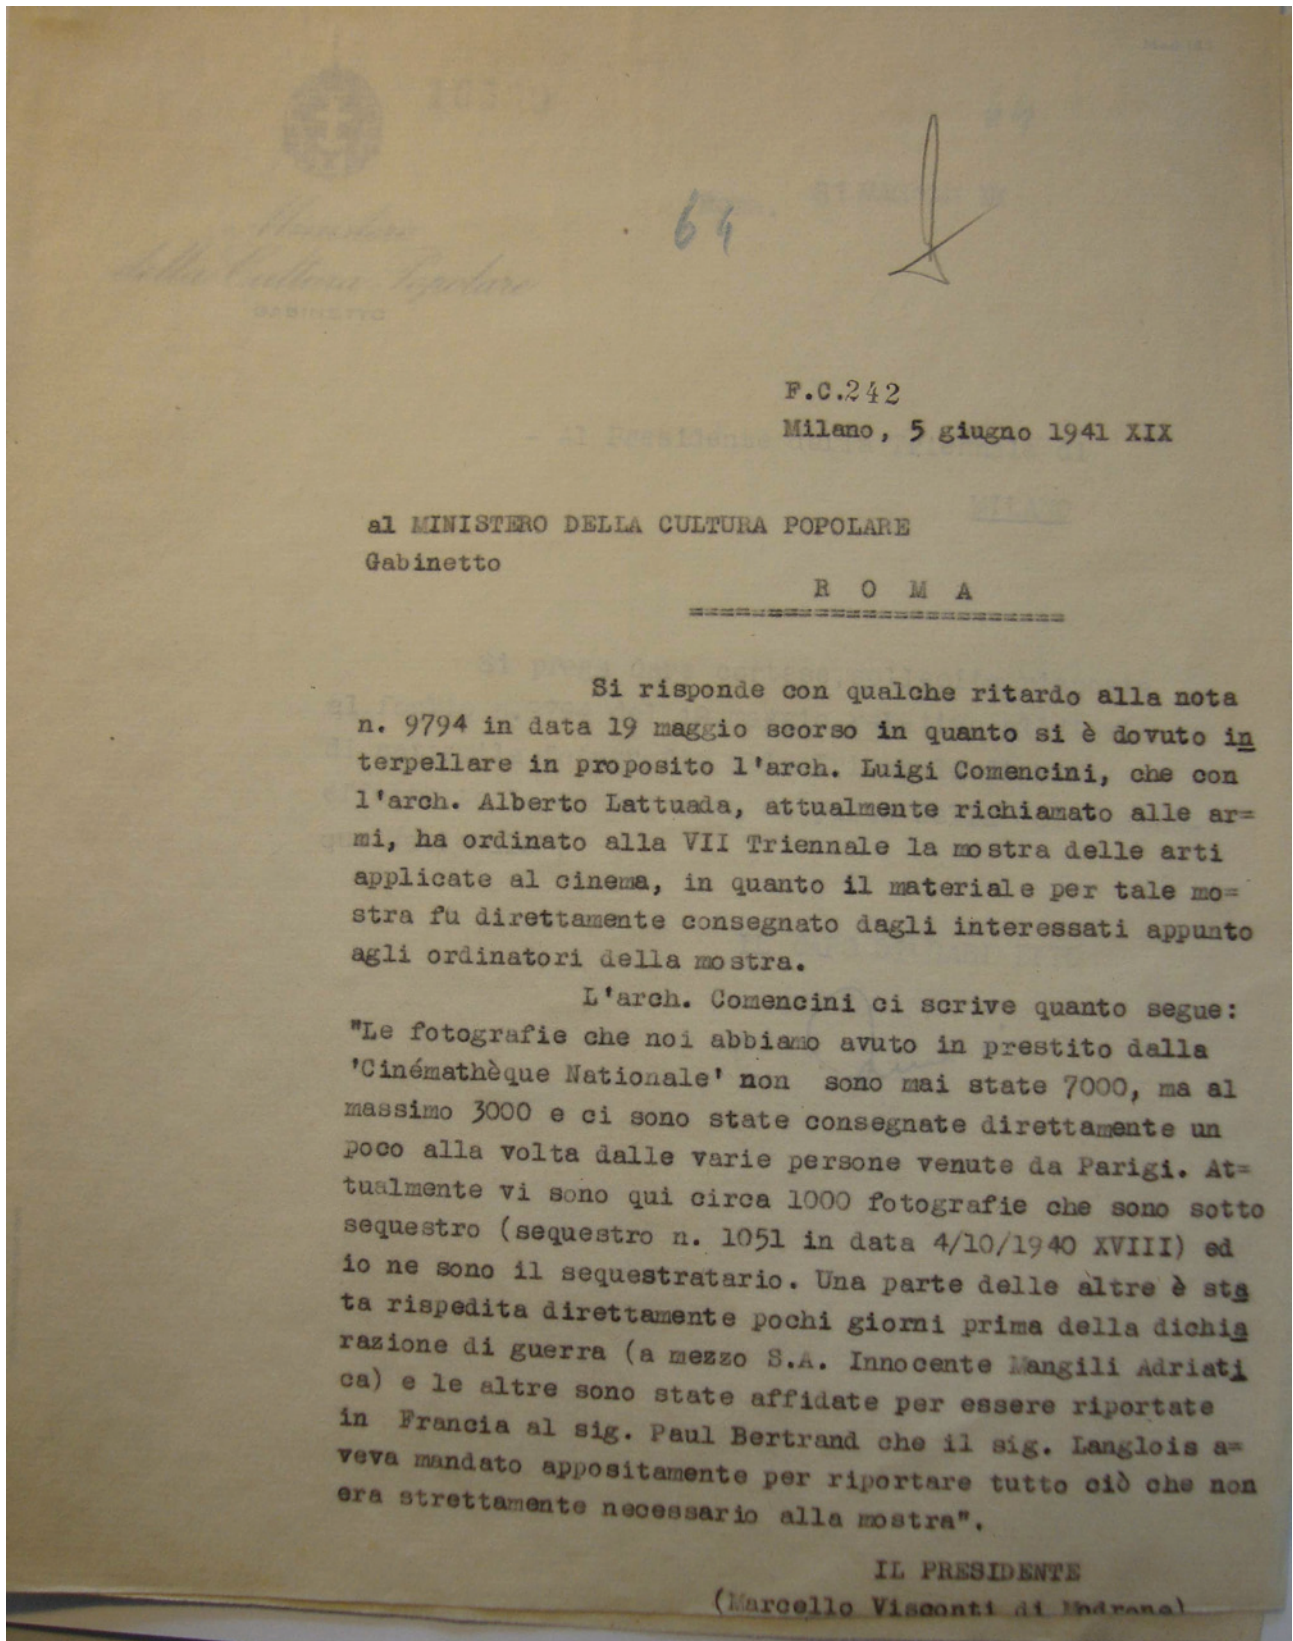 64
F.C.242
Milano, 5 giugno 1941 XIX
al MINISTERO DELLA CULTURA POPOLARE
Gabinetto
R O M A
========================
Si risponde con qualche ritardo alla nota
n. 9794 in data 19 maggio scorso in quanto si è dovuto in
terpellare in proposito l'arch. Luigi Comencini, che con
l'arch. Alberto Lattuada, attualmente richiamato alle ar=
mi, ha ordinato alla VII Triennale la mostra delle arti
applicate al cinema, in quanto il materiale per tale mo=
stra fu direttamente consegnato dagli interessati appunto
agli ordinatori della mostra.
L'arch. Comencini ci scrive quanto segue:
"Le fotografie che noi abbiamo avuto in prestito dalla
'Cinémathèque Nationale' non sono mai state 7000, ma al
massimo 3000 e ci sono state consegnate direttamente un
poco alla volta dalle varie persone venute da Parigi. At=
tualmente vi sono qui circa 1000 fotografie che sono sotto
sequestro (sequestro n. 1051 in data 4/10/1940 XVIII) ed
io ne sono il sequestratario. Una parte delle altre è sta
ta rispedita direttamente pochi giorni prima della dichia
razione di guerra (a mezzo S.A. Innocente Mangili Adriati
ca) e le altre sono state affidate per essere riportate
in Francia al sig. Paul Bertrand che il sig. Langlois a=
veva mandato appositamente per riportare tutto ciò che non
era strettamente necessario alla mostra".
IL PRESIDENTE
(Marcello Visconti di Modrone)
Ministero
della Cultura Popolare
GABINETTO